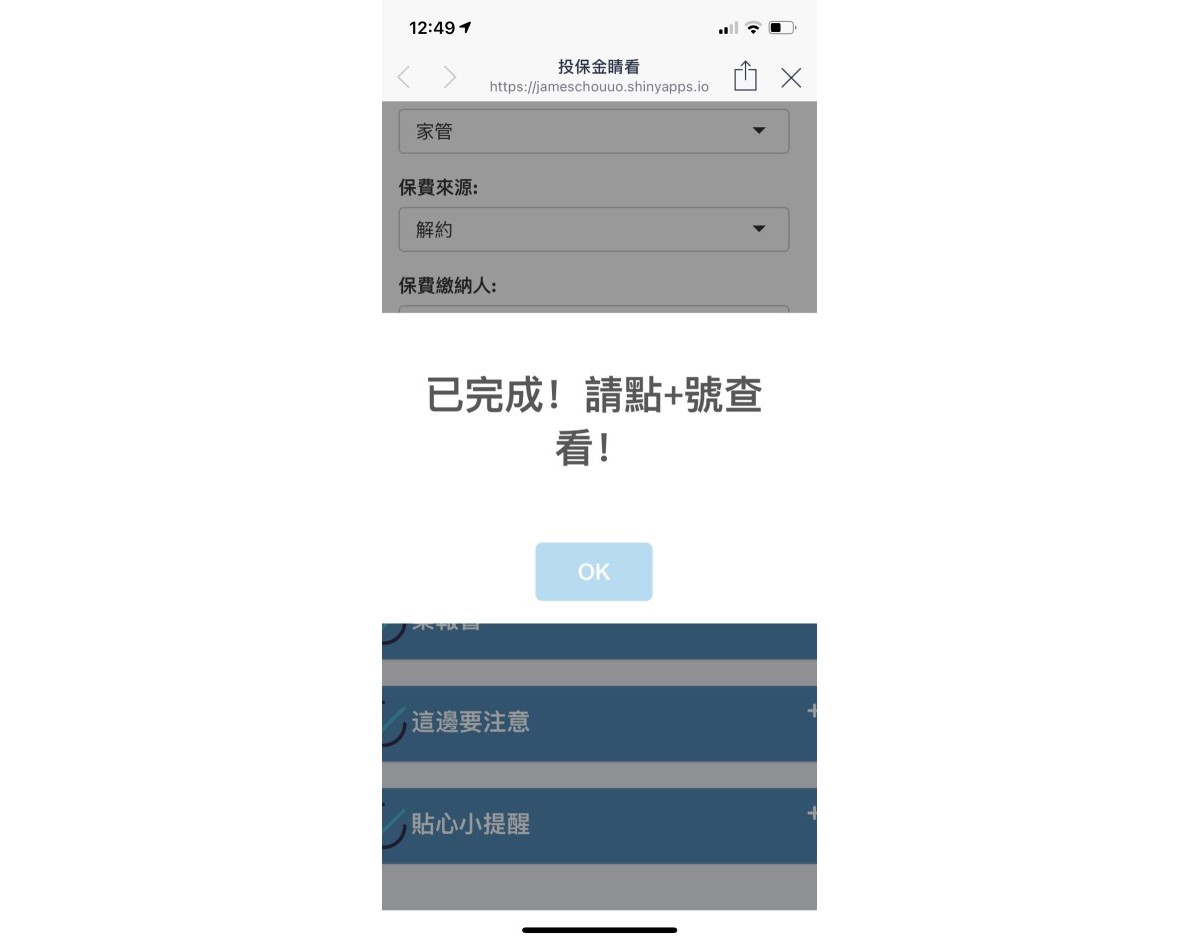 12:49
投保金睛看
https://jameschouuo.shinyapps.io
家管
保費來源:
解約
保費繳納人:
已完成！請點+號查
看！
OK
這邊要注意
+
貼心小提醒
+